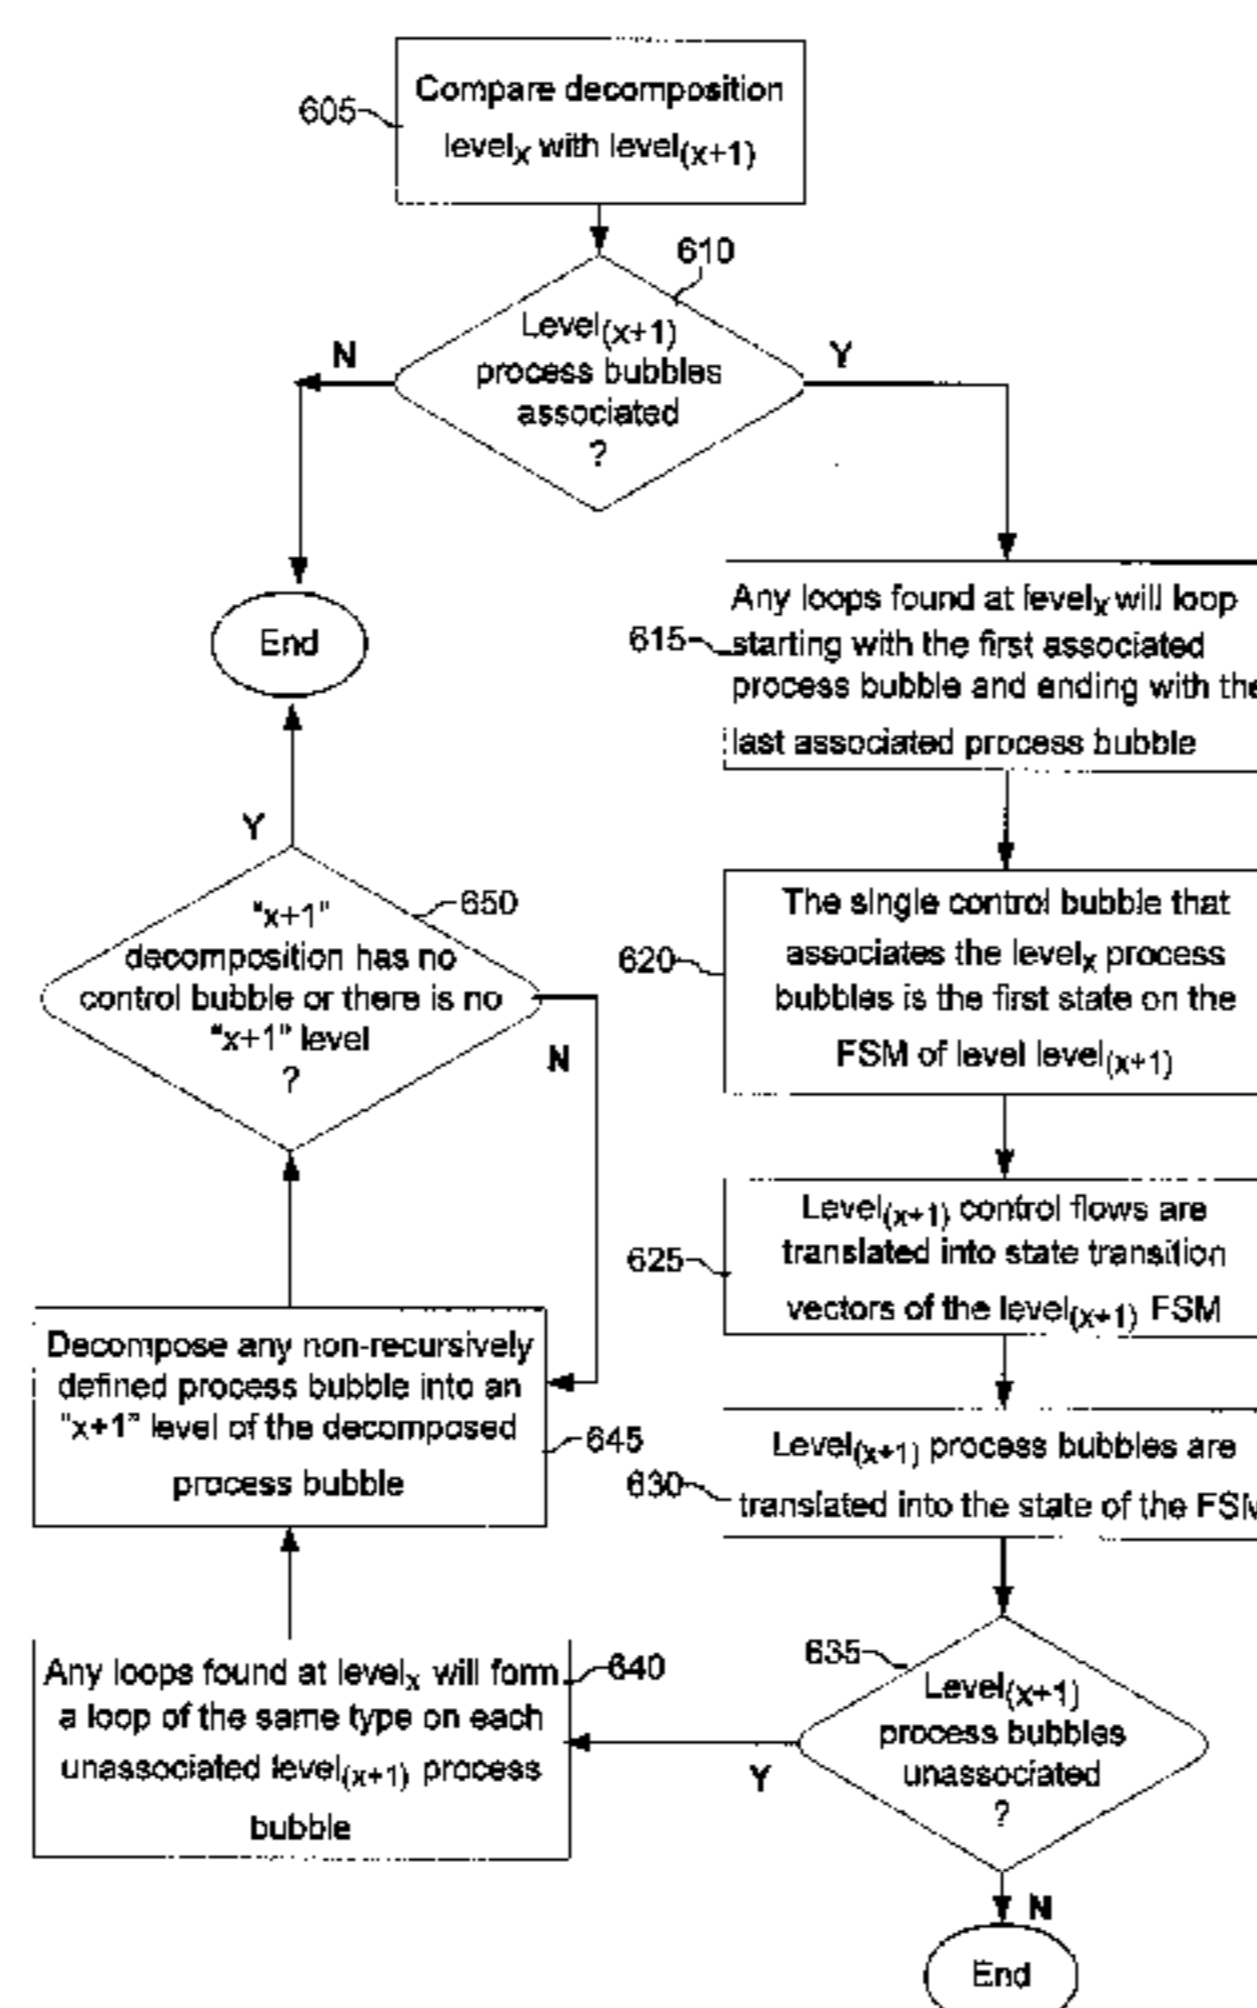 Compare decomposition
605
levelx with level(x+1)
610
Level(x+1)
process bubbles
associated
?
N
Y
End
Any loops found at levelx will loop
615
starting with the first associated
process bubble and ending with the
last associated process bubble
The single control bubble that
620
associates the levelx process
bubbles is the first state on the
FSM of level level(x+1)
Level(x+1) control flows are
625
translated into state transition
vectors of the level(x+1) FSM
Level(x+1) process bubbles are
630
translated into the state of the FSM
635
Level(x+1)
process bubbles
unassociated
?
Y
N
End
640
Any loops found at levelx will form
a loop of the same type on each
unassociated level(x+1) process
bubble
645
Decompose any non-recursively
defined process bubble into an
"x+1" level of the decomposed
process bubble
650
"x+1"
decomposition has no
control bubble or there is no
"x+1" level
?
Y
N